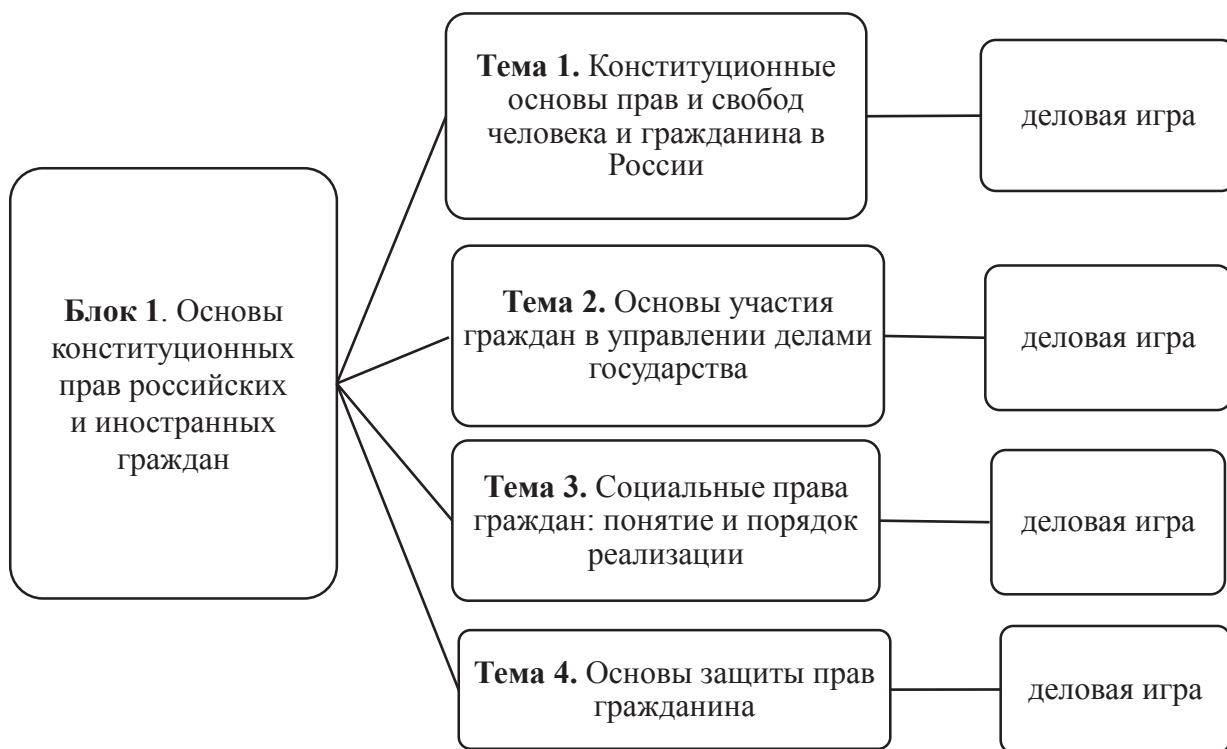 Блок 1. Основы
конституционных
прав российских
и иностранных
граждан
Тема 1. Конституционные
основы прав и свобод
человека и гражданина в
России
деловая игра
Тема 2. Основы участия
граждан в управлении делами
государства
деловая игра
Тема 3. Социальные права
граждан: понятие и порядок
реализации
деловая игра
Тема 4. Основы защиты прав
гражданина
деловая игра